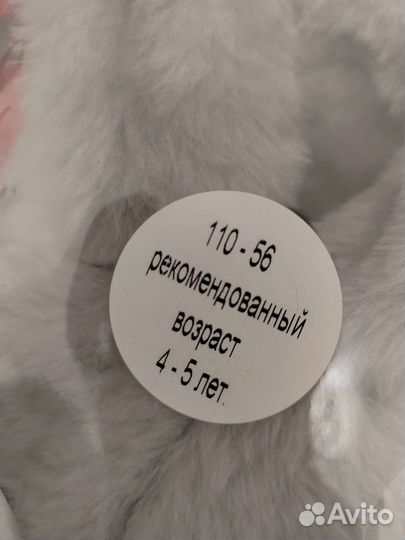 110 - 56
рекомендованный
возраст
4 - 5 лет.
Avito